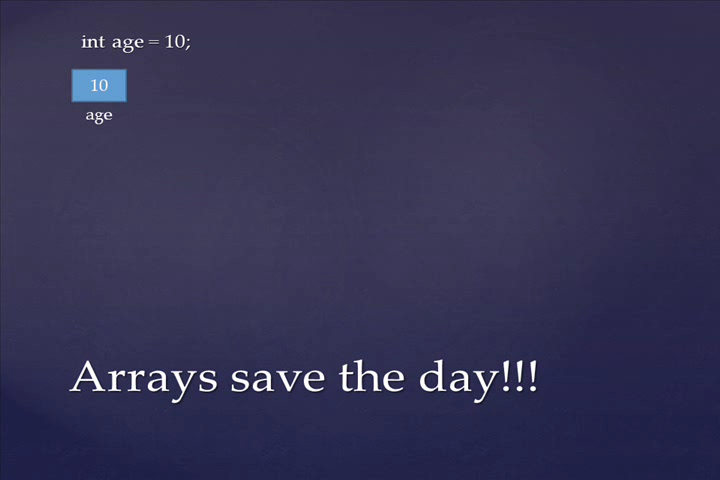 int age = 10;
10
age
Arrays save the day!!!